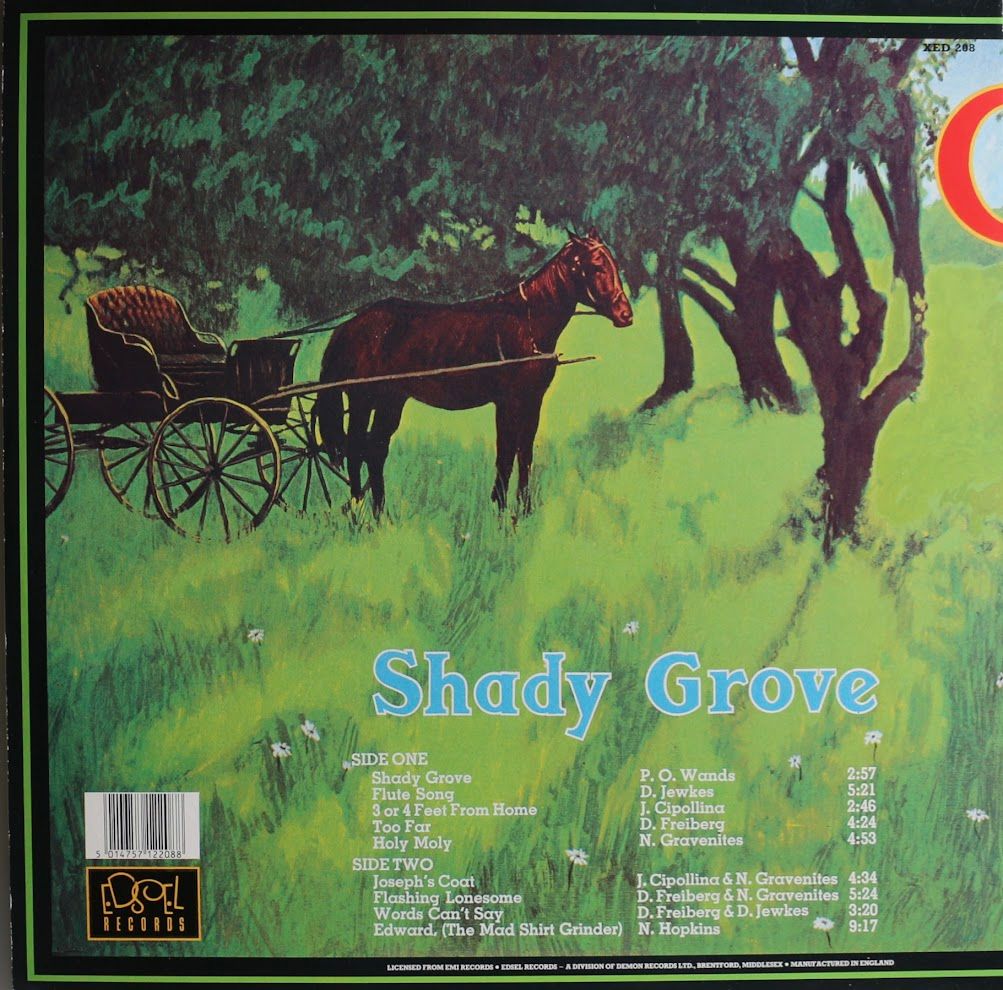 XED 208
Shady Grove
SIDE ONE
Shady Grove P. O. Wands 2:57
Flute Song D. Jewkes 5:21
3 or 4 Feet From Home J. Cipollina 2:46
Too Far D. Freiberg 4:24
Holy Moly N. Gravenites 4:53
SIDE TWO
Joseph's Coat J. Cipollina & N. Gravenites 4:34
Flashing Lonesome D. Freiberg & N. Gravenites 5:24
Words Can't Say D. Freiberg & D. Jewkes 3:20
Edward, (The Mad Shirt Grinder) N. Hopkins 9:17
5 014757 122088
EDSEL
RECORDS
LICENSED FROM EMI RECORDS • EDSEL RECORDS – A DIVISION OF DEMON RECORDS LTD., BRENTFORD, MIDDLESEX • MANUFACTURED IN ENGLAND